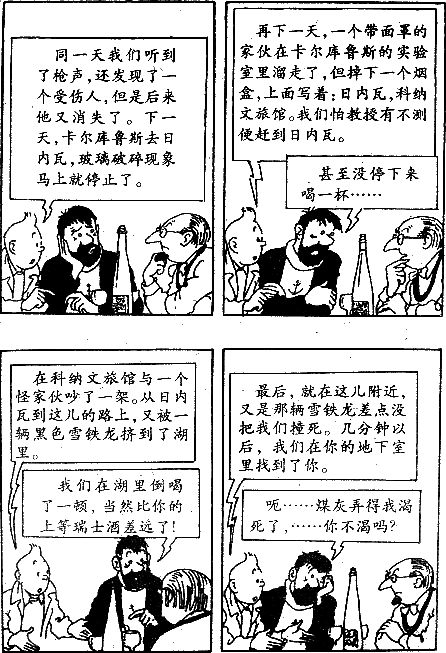 同一天我们听到
了枪声,还发现了一
个受伤人,但是后来
他又消失了。下一
天,卡尔库鲁斯去日
内瓦,玻璃破碎现象
马上就停止了。
再下一天,一个带面罩的
家伙在卡尔库鲁斯的实验
室里溜走了,但掉下一个烟
盒,上面写着:日内瓦,科纳
文旅馆。我们怕教授有不测
便赶到日内瓦。
甚至没停下来
喝一杯……
在科纳文旅馆与一个
怪家伙吵了一架。从日内
瓦到这儿的路上,又被一
辆黑色雪铁龙挤到了湖
里。
我们在湖里倒喝
了一顿,当然比你的
上等瑞士酒差远了!
最后,就在这儿附近,
又是那辆雪铁龙差点没
把我们撞死。几分钟以
后,我们在你的地下室
里找到了你。
呃……煤灰弄得我渴
死了,……你不渴吗?